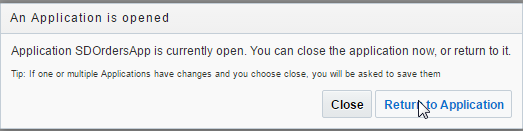 An Application is opened
Application SDOrdersApp is currently open. You can close the application now, or return to it.
Tip: If one or multiple Applications have changes and you choose close, you will be asked to save them
Close Return to Application